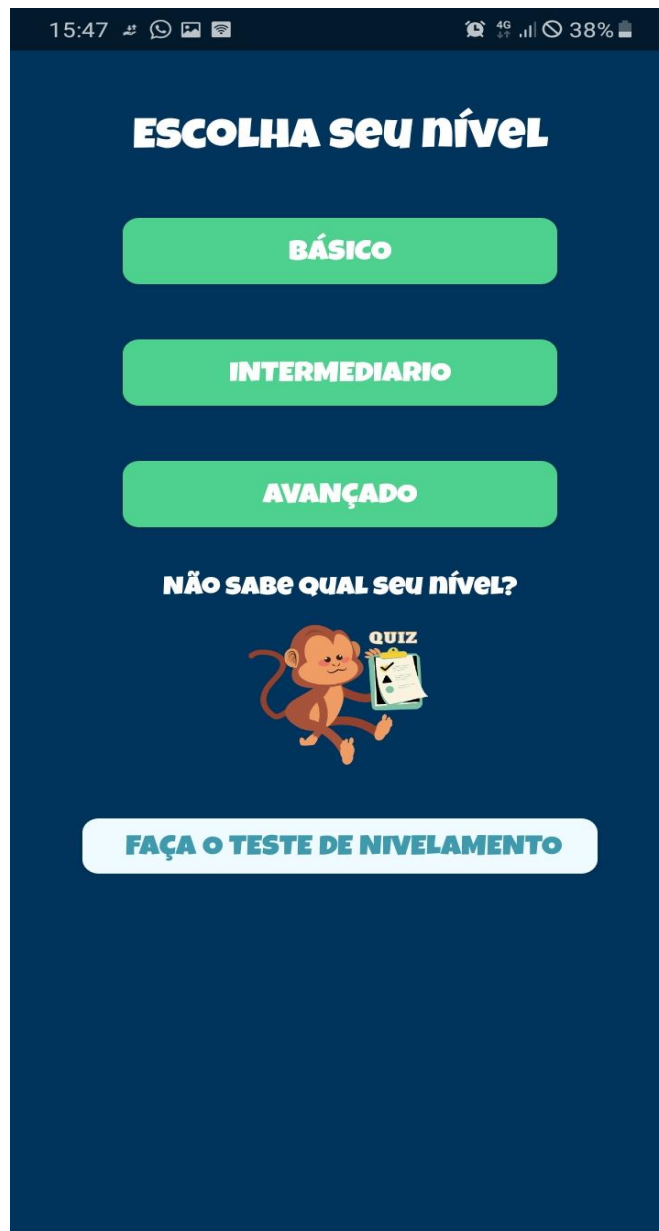 15:47
4G
38%
Escolha seu nível
BÁSICO
INTERMEDIARIO
AVANÇADO
Não sabe qual seu nível?
QUIZ
FAÇA O TESTE DE NIVELAMENTO